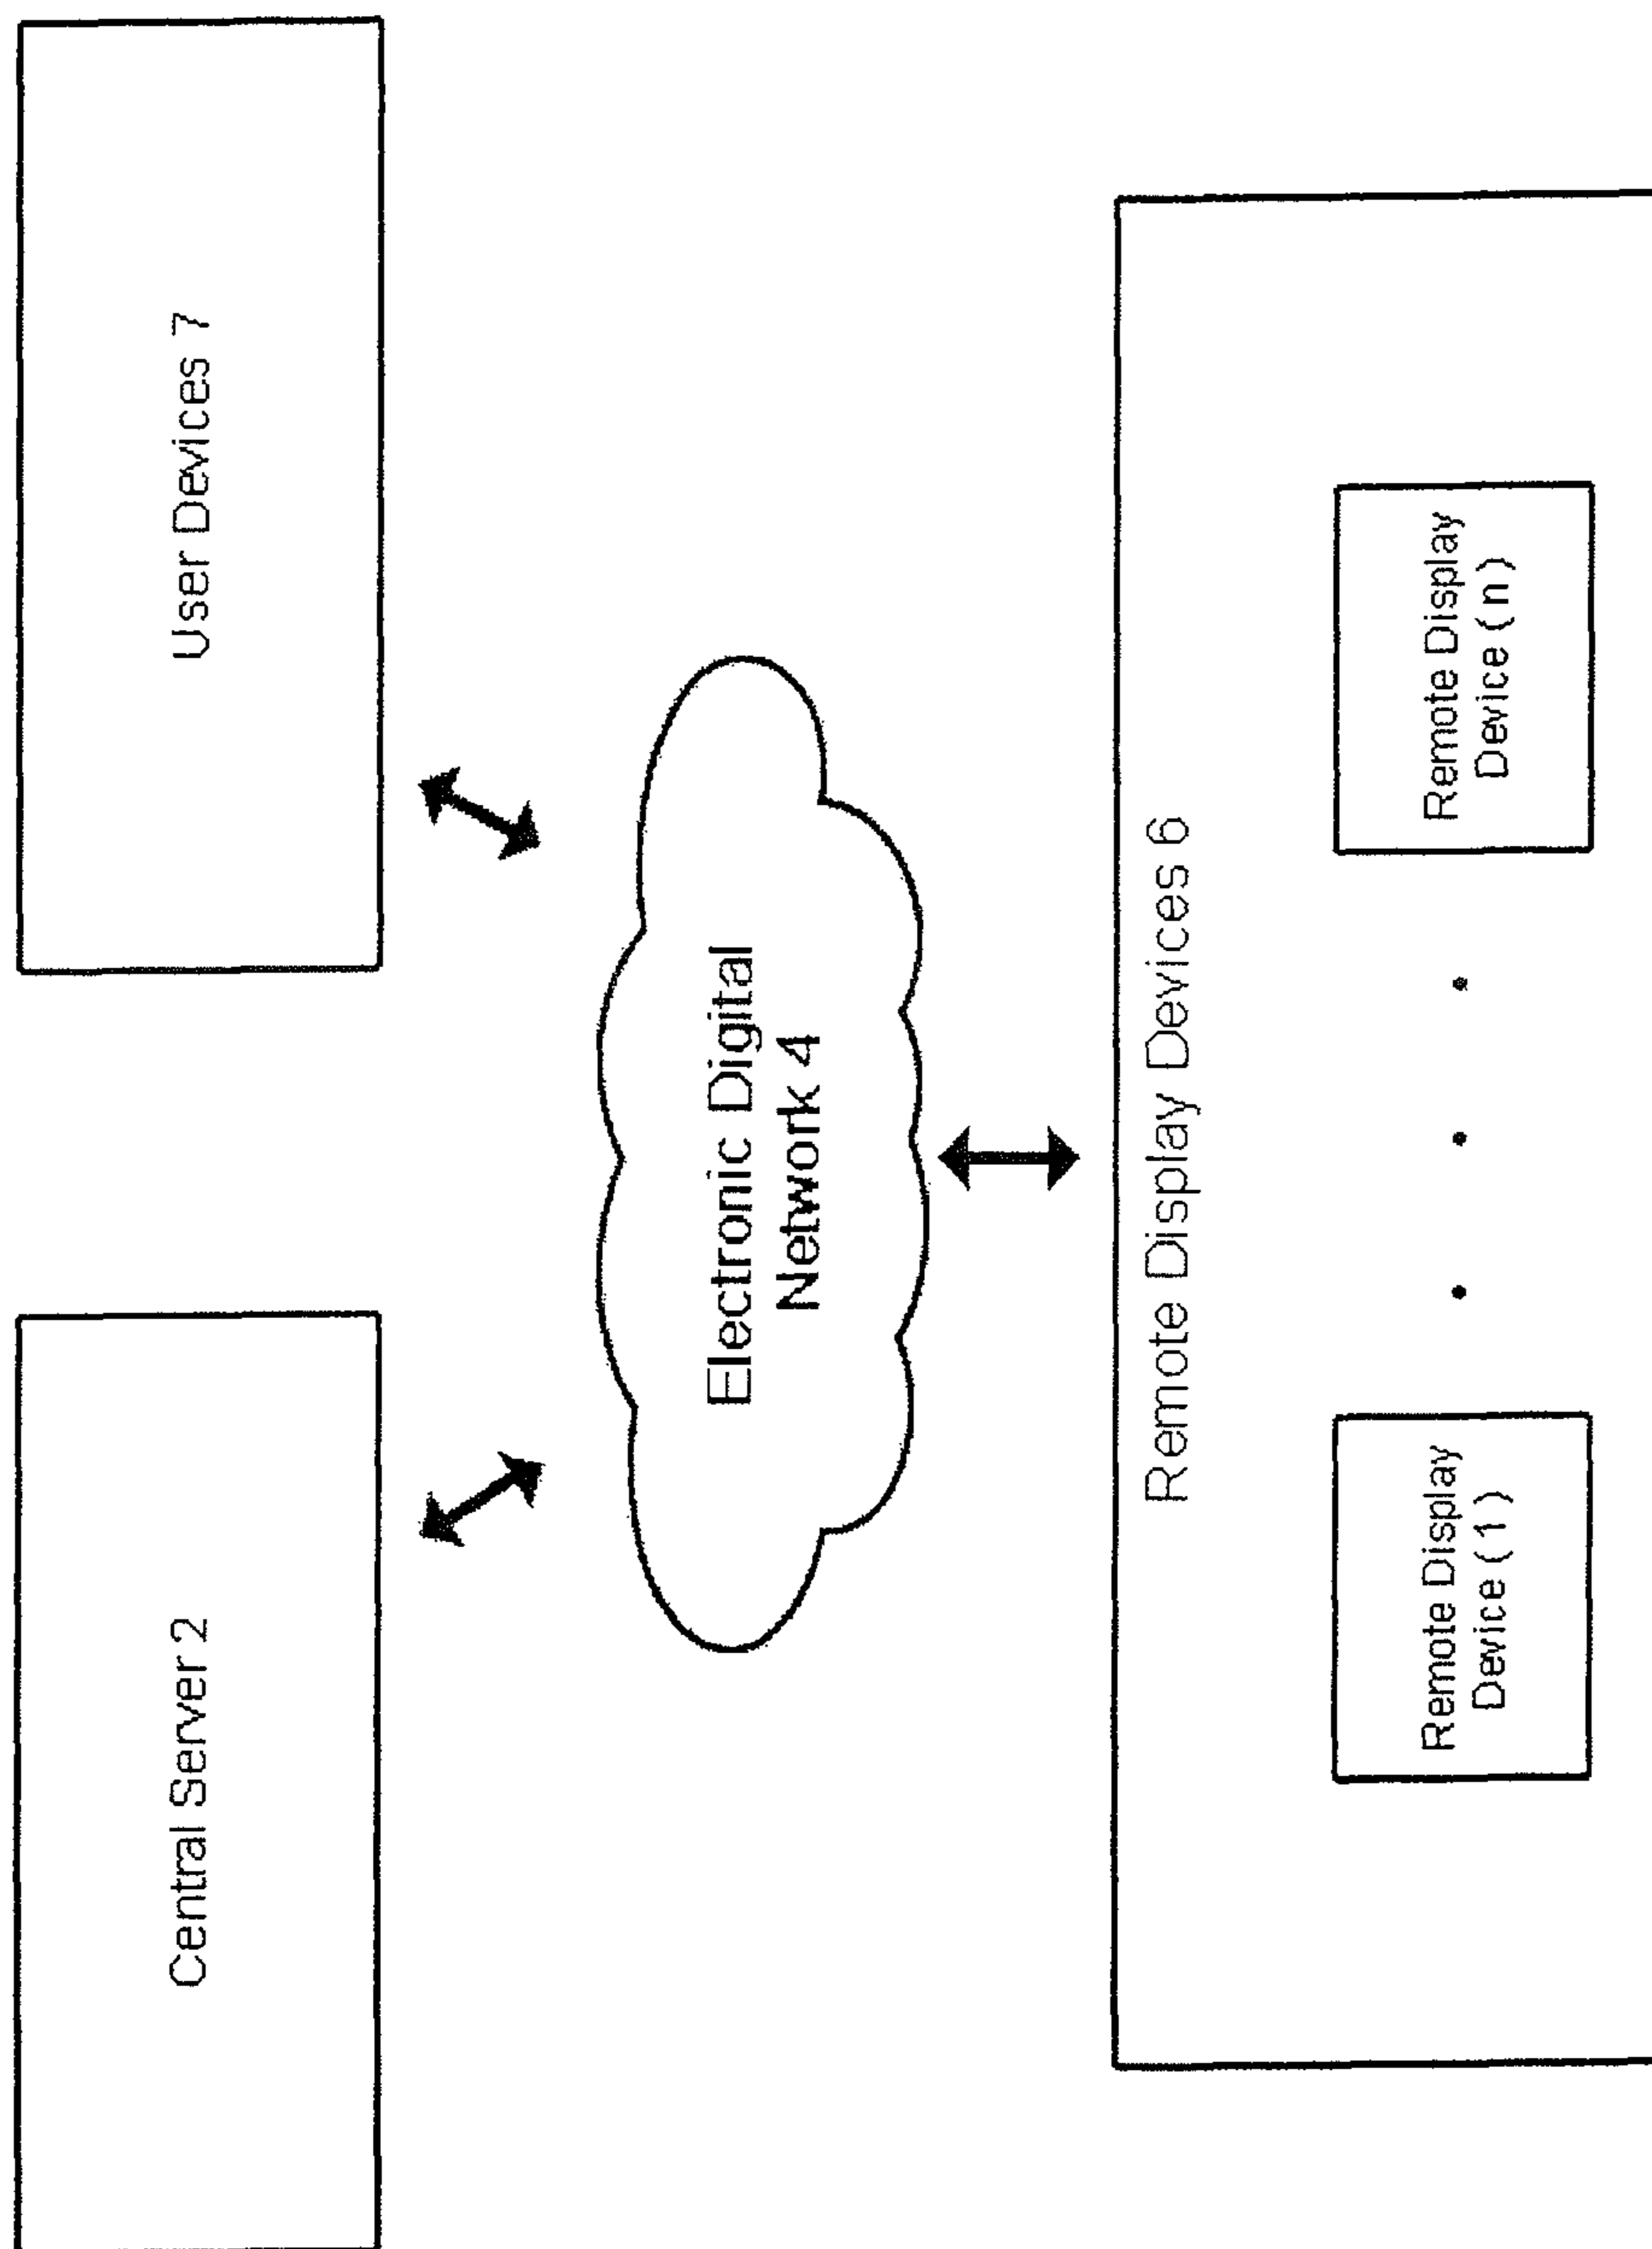 Central Server 2
User Devices 7
Electronic Digital
Network 4
Remote Display Devices 6
Remote Display
Device (1)
Remote Display
Device (n)